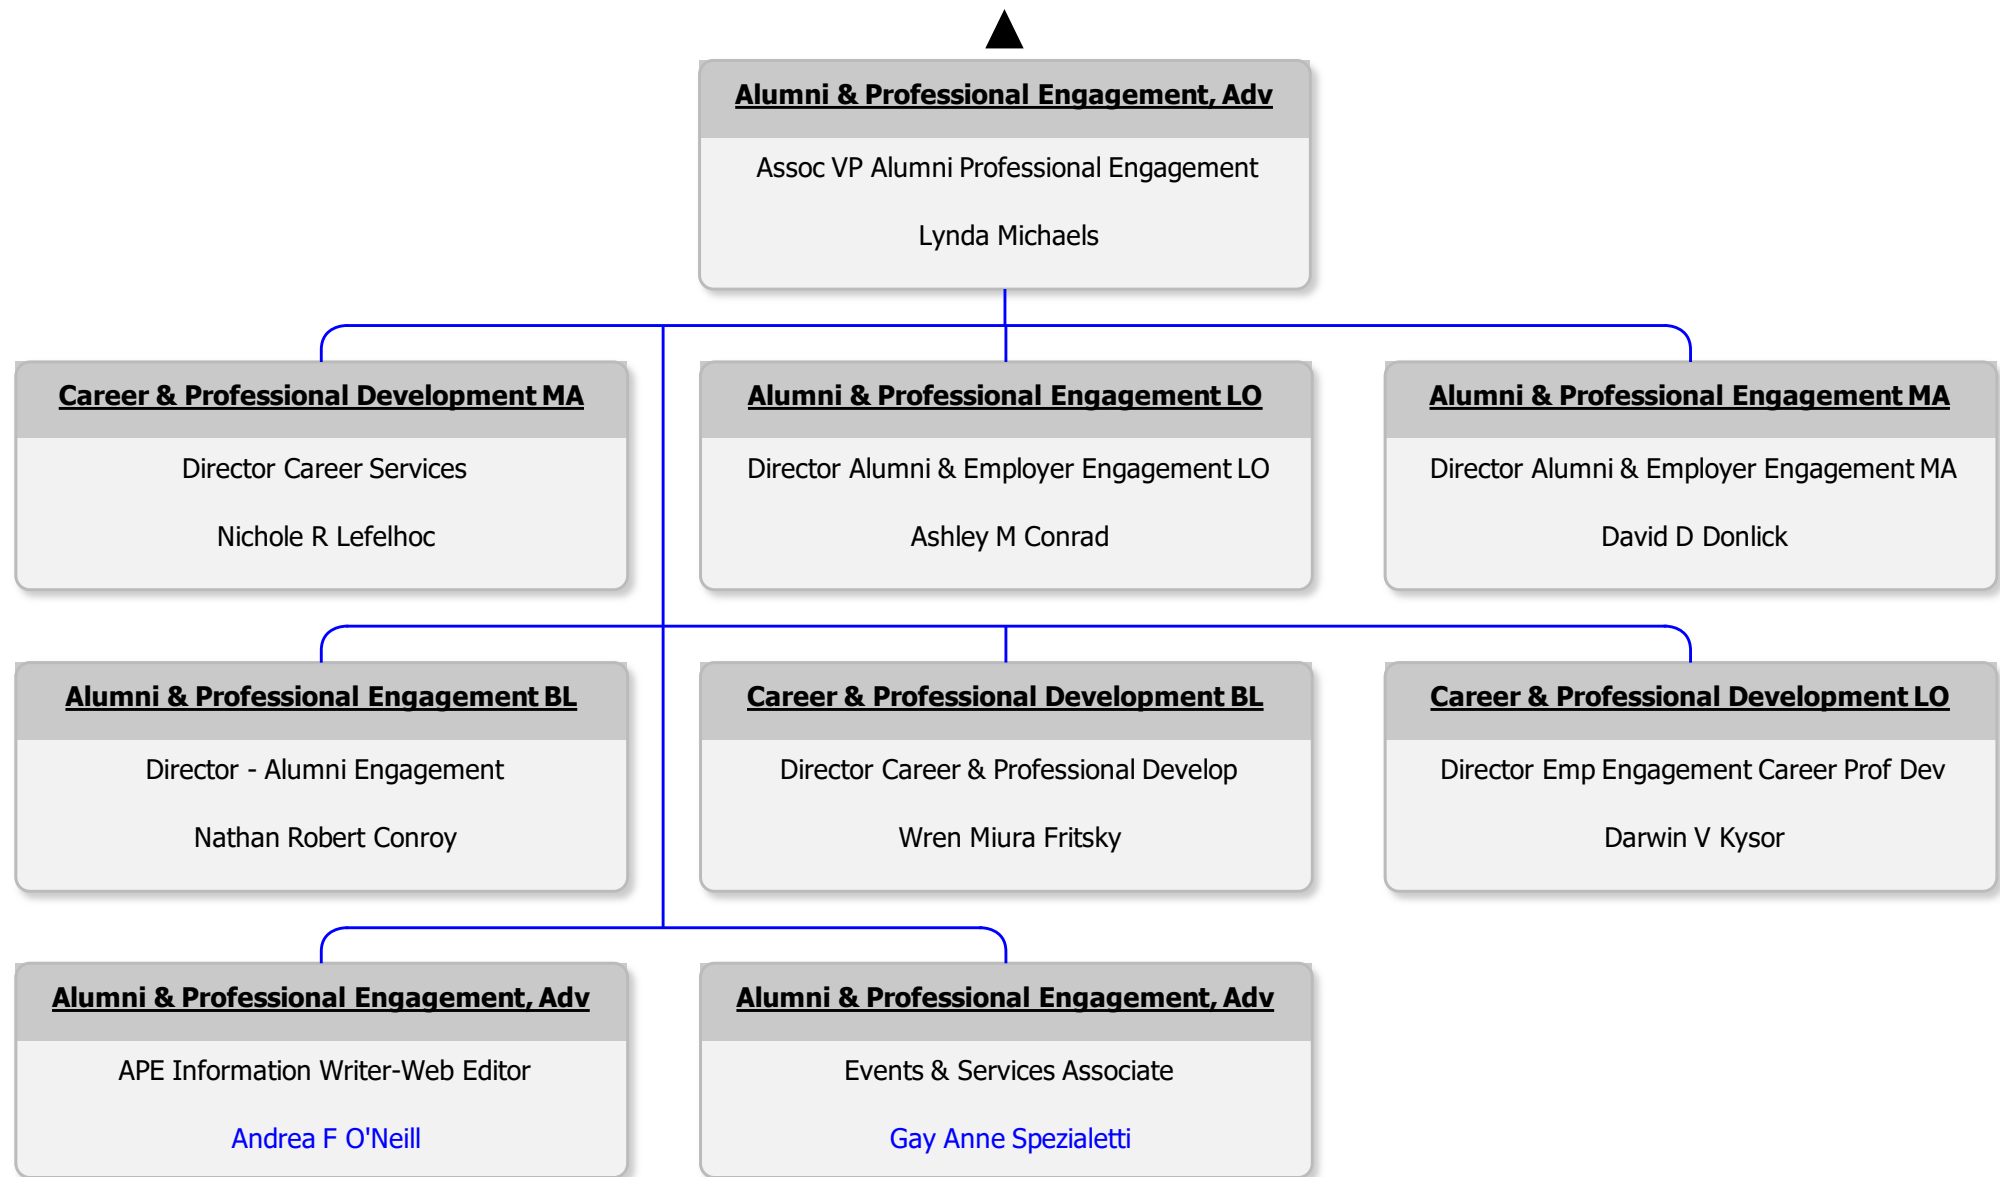 Alumni & Professional Engagement, Adv
Assoc VP Alumni Professional Engagement
Lynda Michaels
Career & Professional Development MA
Director Career Services
Nichole R Lefelhoc
Alumni & Professional Engagement LO
Director Alumni & Employer Engagement LO
Ashley M Conrad
Alumni & Professional Engagement MA
Director Alumni & Employer Engagement MA
David D Donlick
Alumni & Professional Engagement BL
Director - Alumni Engagement
Nathan Robert Conroy
Career & Professional Development BL
Director Career & Professional Develop
Wren Miura Fritsky
Career & Professional Development LO
Director Emp Engagement Career Prof Dev
Darwin V Kysor
Alumni & Professional Engagement, Adv
APE Information Writer-Web Editor
Andrea F O'Neill
Alumni & Professional Engagement, Adv
Events & Services Associate
Gay Anne Spezialetti